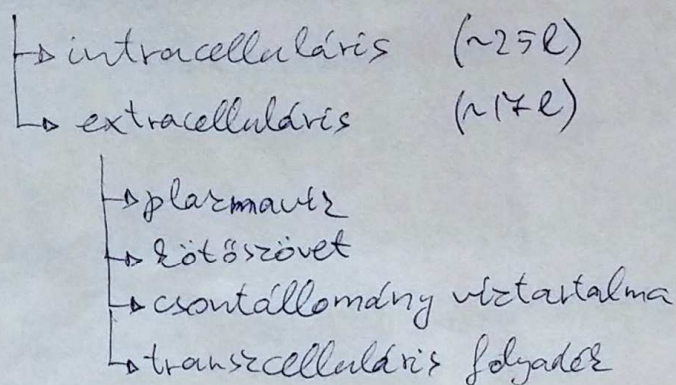 intracelluláris (~25l)
extracelluláris (~17l)
plazmavíz
kötőszövet
csontállomány víztartalma
transzcelluláris folyadék